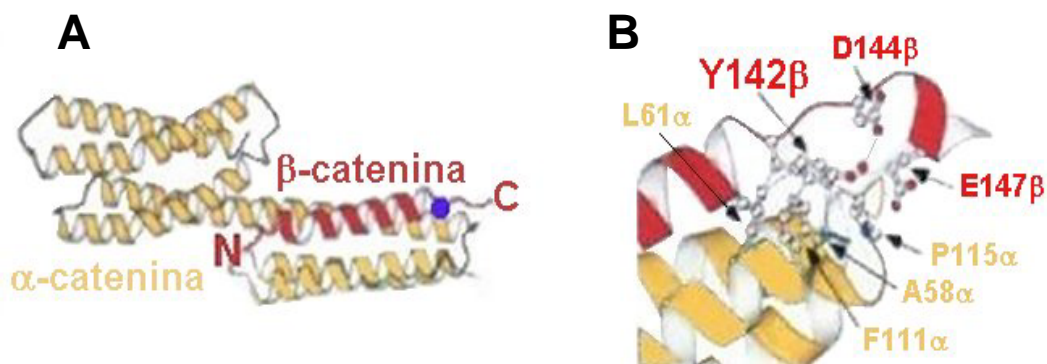 A
β-catenina
C
N
α-catenina
B
D144β
Y142β
L61α
E147β
P115α
A58α
F111α